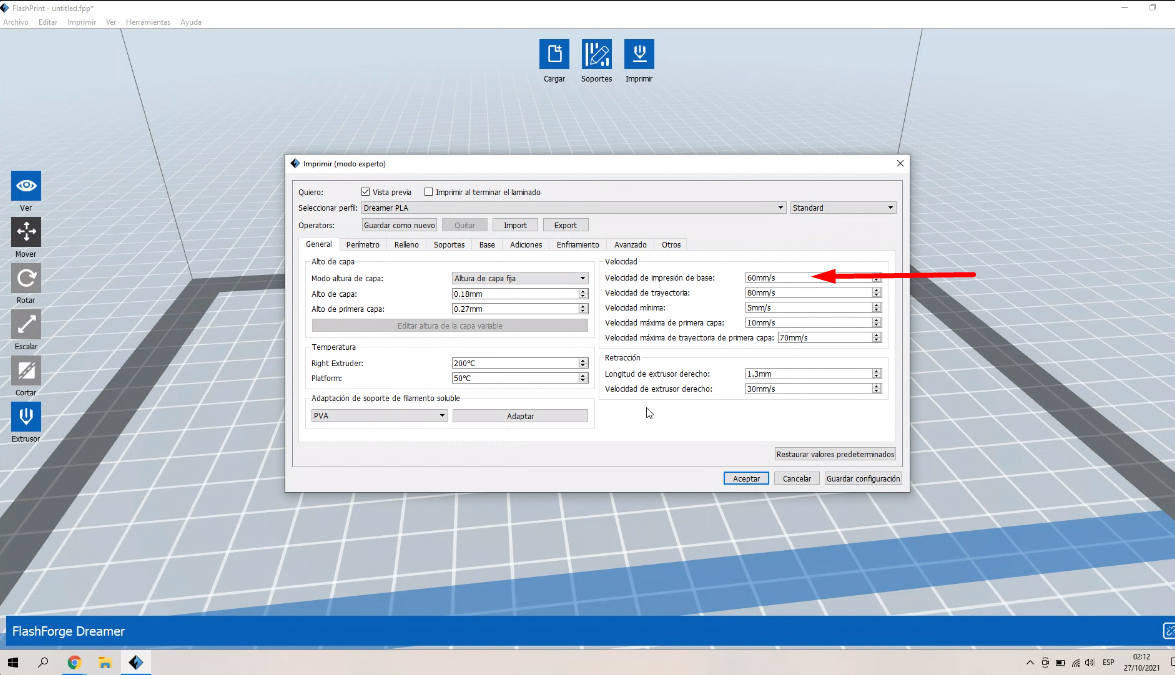 FlashPrint - untitled.fpp*
Archivo Editar Imprimir Ver Herramientas Ayuda
Cargar Soportes Imprimir
Ver
Mover
Rotar
Escalar
Cortar
Extrusor
Imprimir (modo experto)
Quiero: Vista previa Imprimir al terminar el laminado
Seleccionar perfil: Dreamer PLA Standard
Operators: Guardar como nuevo Quitar Import Export
General Perímetro Relleno Soportes Base Adiciones Enfriamiento Avanzado Otros
Alto de capa
Modo altura de capa: Altura de capa fija
Alto de capa: 0.18mm
Alto de primera capa: 0.27mm
Editar altura de la capa variable
Temperatura
Right Extruder: 200°C
Platform: 50°C
Adaptación de soporte de filamento soluble
PVA Adaptar
Velocidad
Velocidad de impresión de base: 60mm/s
Velocidad de trayectoria: 80mm/s
Velocidad mínima: 5mm/s
Velocidad máxima de primera capa: 10mm/s
Velocidad máxima de trayectoria de primera capa: 70mm/s
Retracción
Longitud de extrusor derecho: 1.3mm
Velocidad de extrusor derecho: 30mm/s
Restaurar valores predeterminados
Aceptar Cancelar Guardar configuración
FlashForge Dreamer
ESP
02:12
27/10/2021